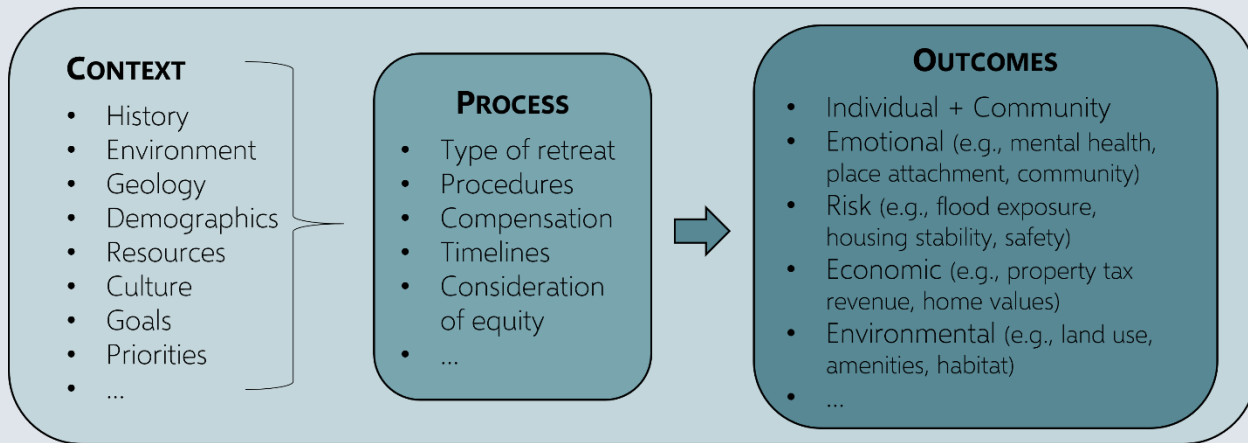 CONTEXT
• History
• Environment
• Geology
• Demographics
• Resources
• Culture
• Goals
• Priorities
• ...
PROCESS
• Type of retreat
• Procedures
• Compensation
• Timelines
• Consideration
of equity
• ...
OUTCOMES
• Individual + Community
• Emotional (e.g., mental health,
place attachment, community)
• Risk (e.g., flood exposure,
housing stability, safety)
• Economic (e.g., property tax
revenue, home values)
• Environmental (e.g., land use,
amenities, habitat)
• ...